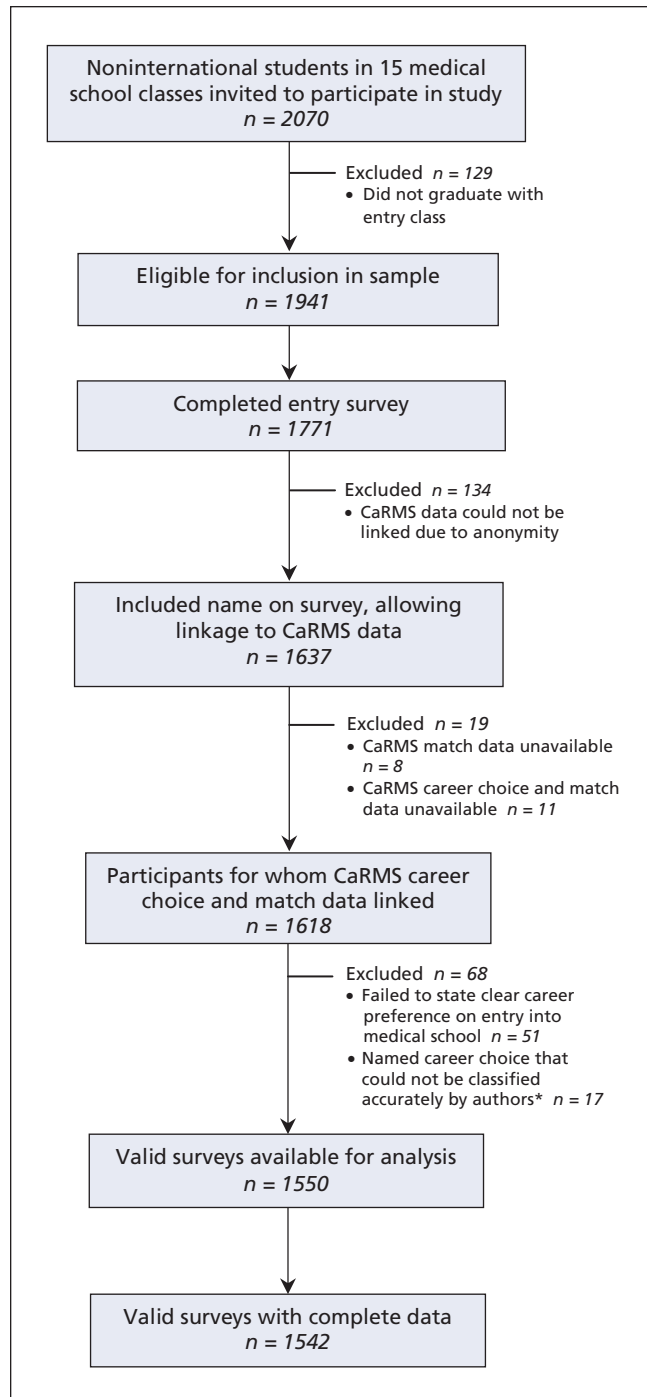 Noninternational students in 15 medical
school classes invited to participate in study
n = 2070
Excluded n = 129
• Did not graduate with
entry class
Eligible for inclusion in sample
n = 1941
Completed entry survey
n = 1771
Excluded n = 134
• CaRMS data could not be
linked due to anonymity
Included name on survey, allowing
linkage to CaRMS data
n = 1637
Excluded n = 19
• CaRMS match data unavailable
n = 8
• CaRMS career choice and match
data unavailable n = 11
Participants for whom CaRMS career
choice and match data linked
n = 1618
Excluded n = 68
• Failed to state clear career
preference on entry into
medical school n = 51
• Named career choice that
could not be classified
accurately by authors* n = 17
Valid surveys available for analysis
n = 1550
Valid surveys with complete data
n = 1542